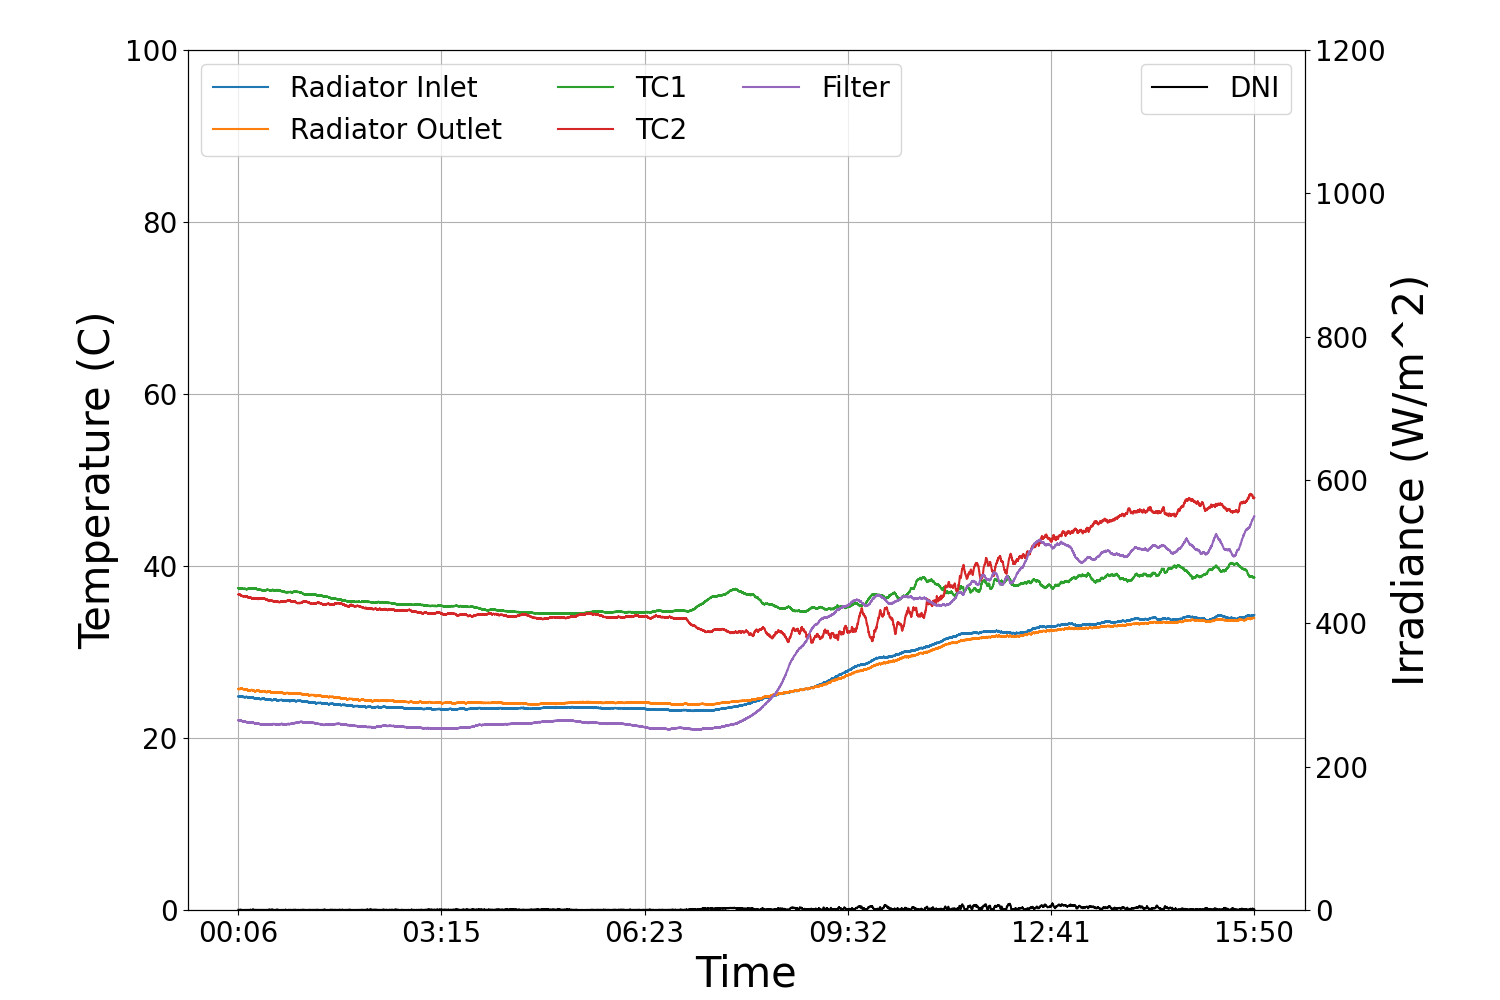 Radiator Inlet
Radiator Outlet
TC1
TC2
Filter
DNI
Temperature (C)
100
80
60
40
20
0
Irradiance (W/m^2)
1200
1000
800
600
400
200
0
00:06 03:15 06:23 09:32 12:41 15:50
Time